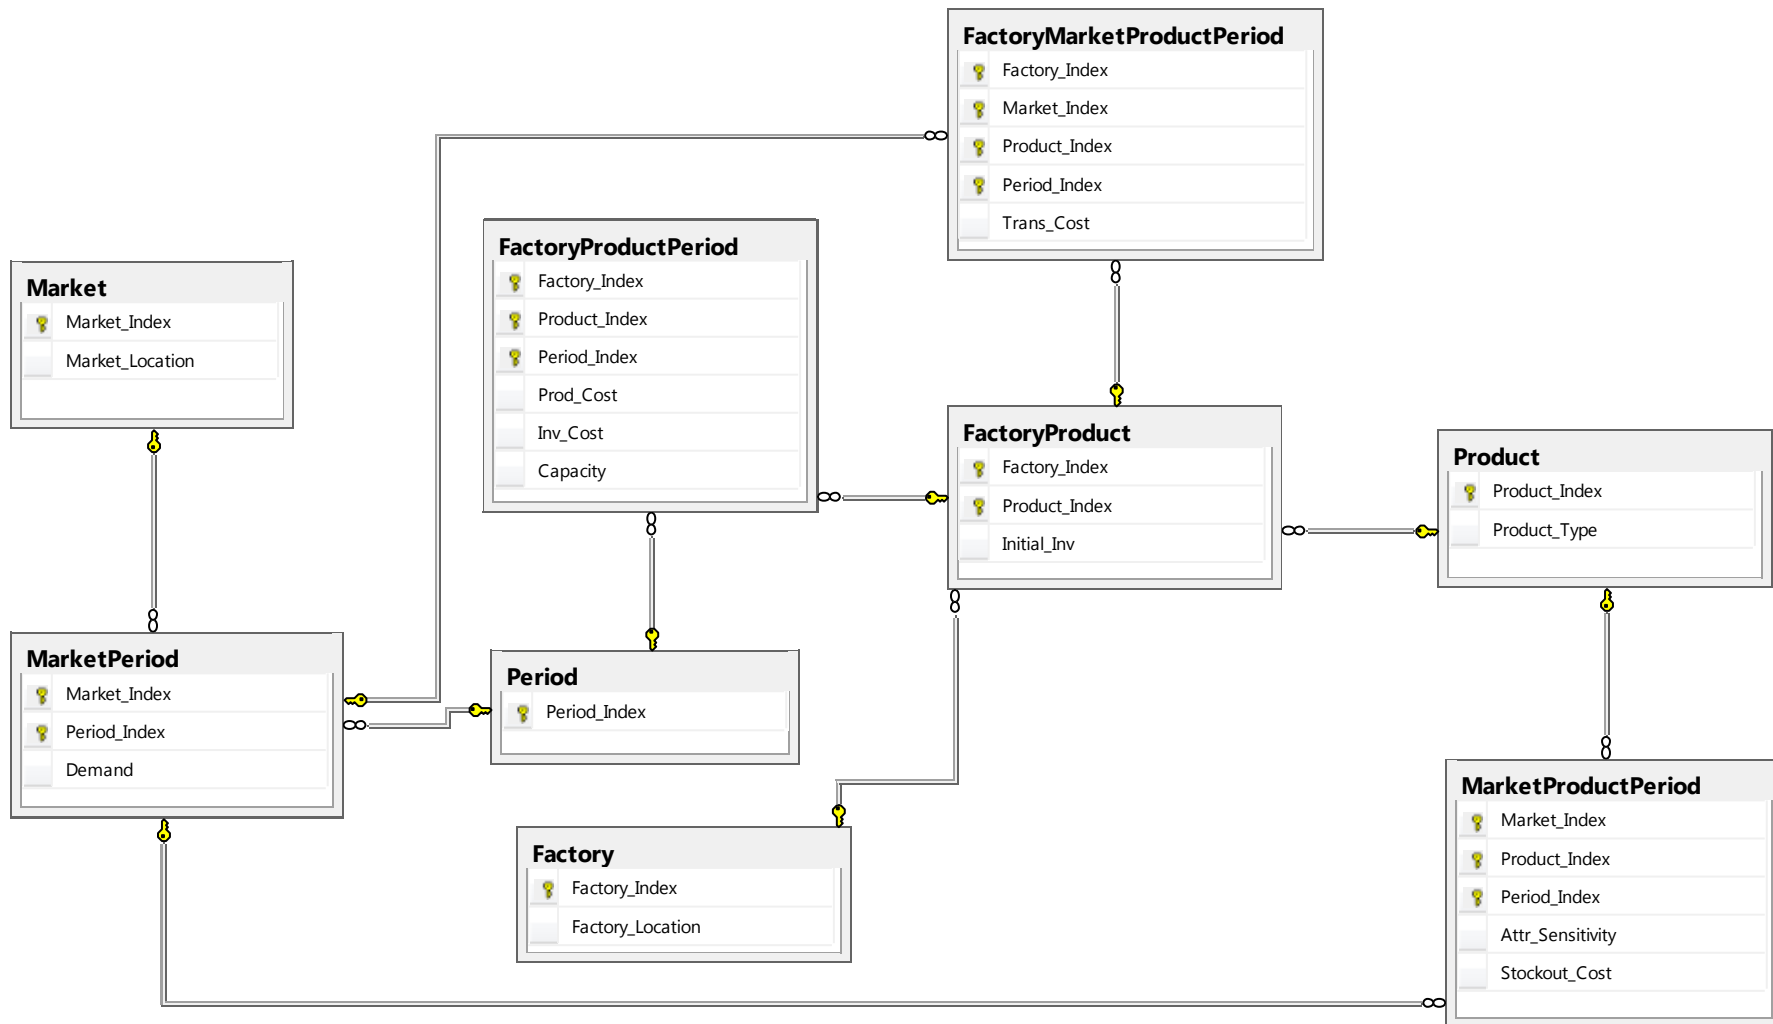 FactoryMarketProductPeriod
Factory_Index
Market_Index
Product_Index
Period_Index
Trans_Cost
FactoryProductPeriod
Factory_Index
Product_Index
Period_Index
Prod_Cost
Inv_Cost
Capacity
Market
Market_Index
Market_Location
FactoryProduct
Factory_Index
Product_Index
Initial_Inv
Product
Product_Index
Product_Type
MarketPeriod
Market_Index
Period_Index
Demand
Period
Period_Index
Factory
Factory_Index
Factory_Location
MarketProductPeriod
Market_Index
Product_Index
Period_Index
Attr_Sensitivity
Stockout_Cost